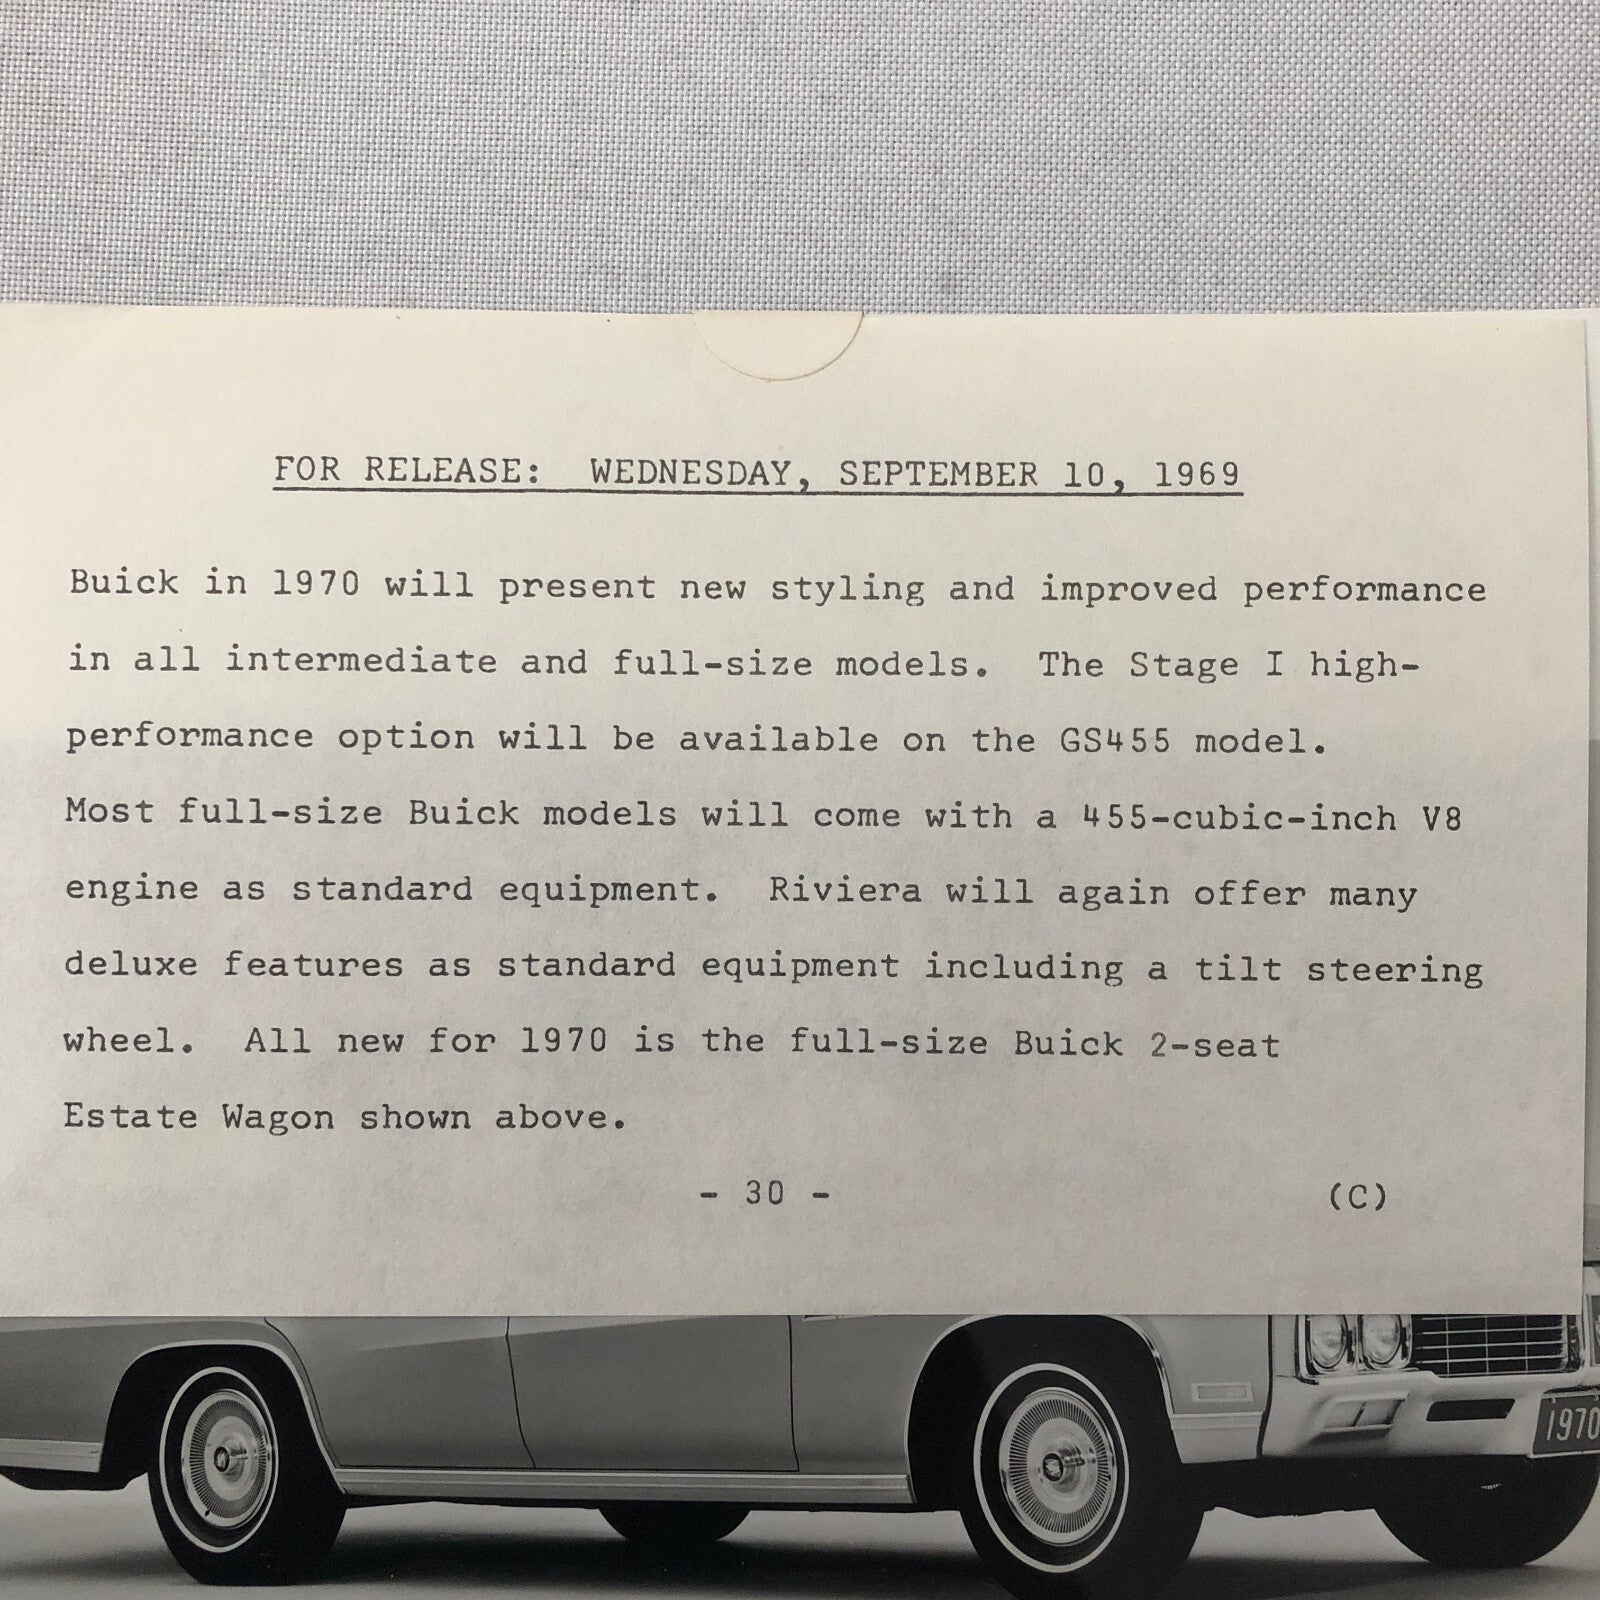 FOR RELEASE: WEDNESDAY, SEPTEMBER 10, 1969
Buick in 1970 will present new styling and improved performance
in all intermediate and full-size models. The Stage I high-
performance option will be available on the GS455 model.
Most full-size Buick models will come with a 455-cubic-inch V8
engine as standard equipment. Riviera will again offer many
deluxe features as standard equipment including a tilt steering
wheel. All new for 1970 is the full-size Buick 2-seat
Estate Wagon shown above.
- 30 - (C)
1970